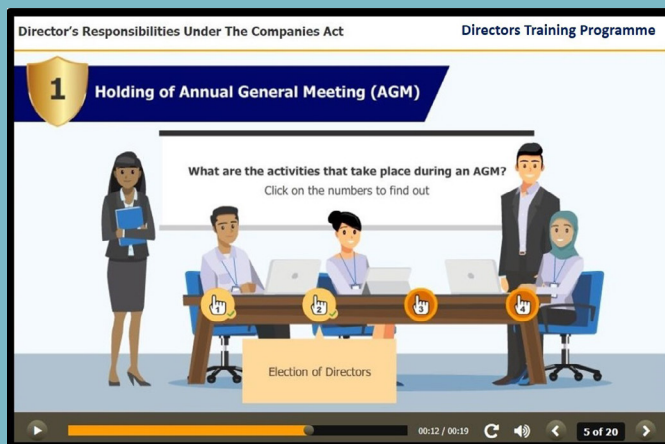 Director's Responsibilities Under The Companies Act
Directors Training Programme
1
Holding of Annual General Meeting (AGM)
What are the activities that take place during an AGM?
Click on the numbers to find out
1
2
3
4
Election of Directors
00:12 / 00:19
5 of 20